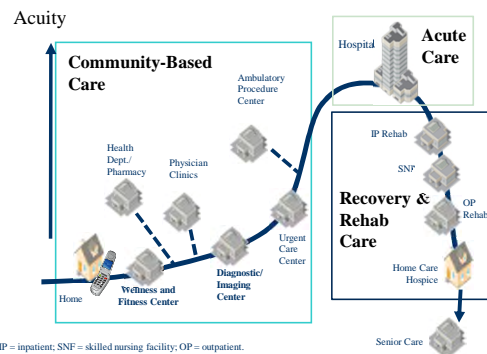 Acuity
Community-Based
Care
Hospital
Acute
Care
Ambulatory
Procedure
Center
Health
Dept./
Pharmacy
Physician
Clinics
IP Rehab
SNF
Recovery &
Rehab
Care
OP
Rehab
Urgent
Care
Center
Diagnostic/
Imaging
Center
Home
Wellness and
Fitness Center
Home Care
Hospice
Senior Care
IP = inpatient; SNF = skilled nursing facility; OP = outpatient.